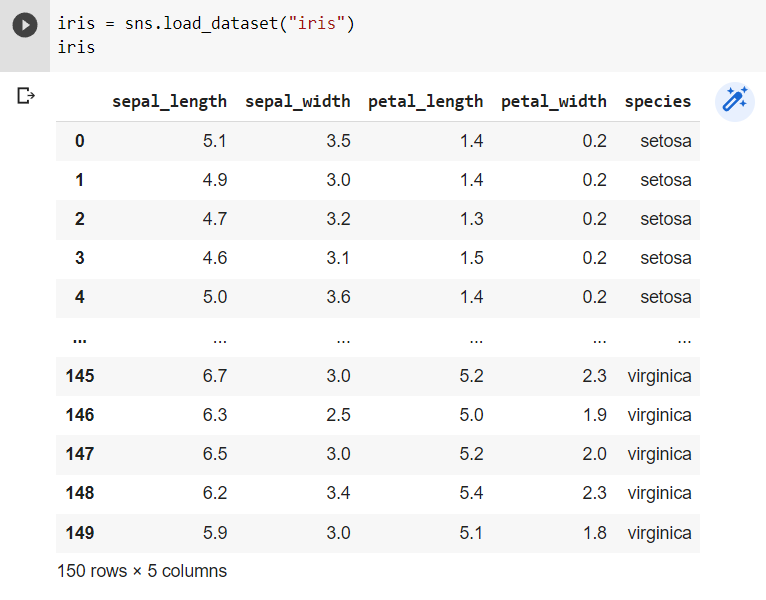 iris = sns.load_dataset("iris")
iris
sepal_length sepal_width petal_length petal_width species
0 5.1 3.5 1.4 0.2 setosa
1 4.9 3.0 1.4 0.2 setosa
2 4.7 3.2 1.3 0.2 setosa
3 4.6 3.1 1.5 0.2 setosa
4 5.0 3.6 1.4 0.2 setosa
... ... ... ... ... ...
145 6.7 3.0 5.2 2.3 virginica
146 6.3 2.5 5.0 1.9 virginica
147 6.5 3.0 5.2 2.0 virginica
148 6.2 3.4 5.4 2.3 virginica
149 5.9 3.0 5.1 1.8 virginica
150 rows × 5 columns